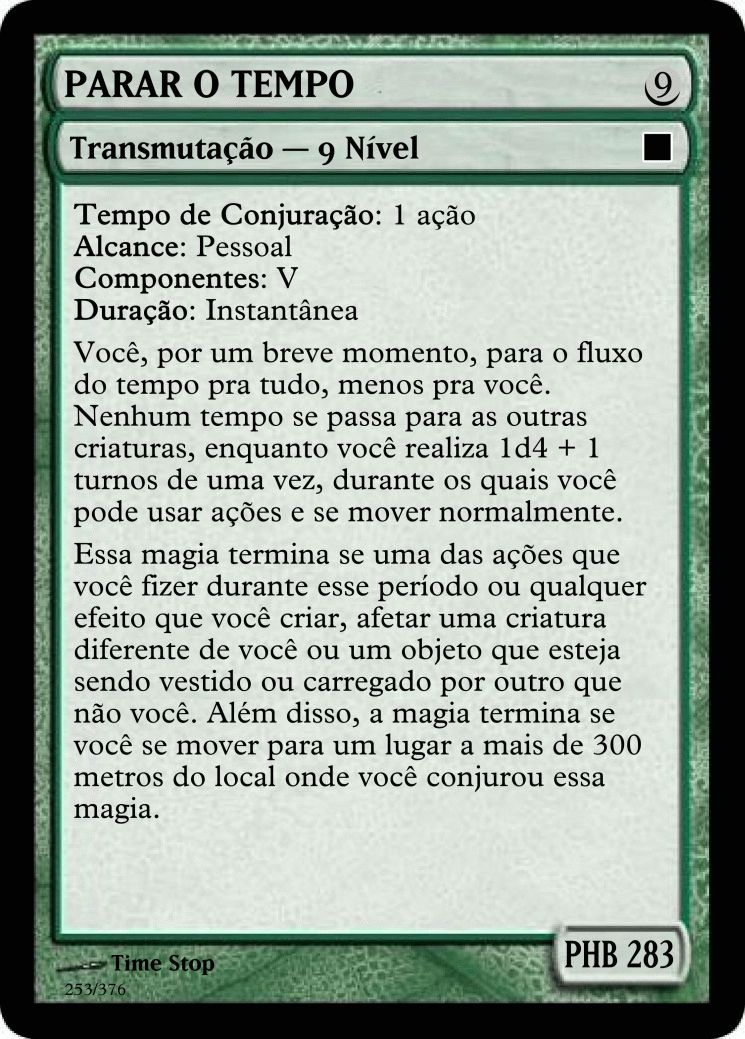 PARAR O TEMPO
9
Transmutação — 9 Nível
Tempo de Conjuração: 1 ação
Alcance: Pessoal
Componentes: V
Duração: Instantânea
Você, por um breve momento, para o fluxo
do tempo pra tudo, menos pra você.
Nenhum tempo se passa para as outras
criaturas, enquanto você realiza 1d4 + 1
turnos de uma vez, durante os quais você
pode usar ações e se mover normalmente.
Essa magia termina se uma das ações que
você fizer durante esse período ou qualquer
efeito que você criar, afetar uma criatura
diferente de você ou um objeto que esteja
sendo vestido ou carregado por outro que
não você. Além disso, a magia termina se
você se mover para um lugar a mais de 300
metros do local onde você conjurou essa
magia.
PHB 283
Time Stop
253/376